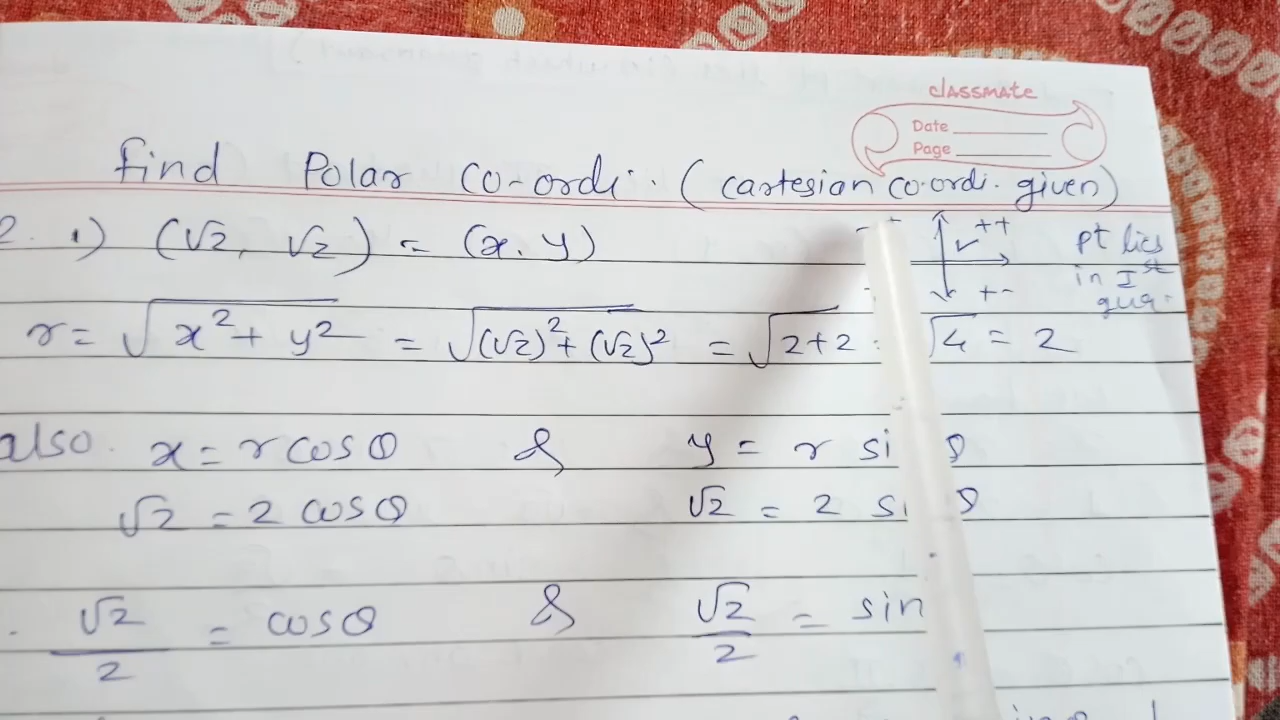 classmate
Date
Page
Find Polar co-ordi. (cartesian co-ordi. given)
2. 1) (√2, √2) = (x, y) ++ pt lies
+- in Ist
qua.
r = √x²+y² = √(√2)²+(√2)² = √2+2 √4 = 2
also. x = r cos θ & y = r si θ
√2 = 2 cos θ √2 = 2 s θ
√2/2 = cos θ & √2/2 = sin